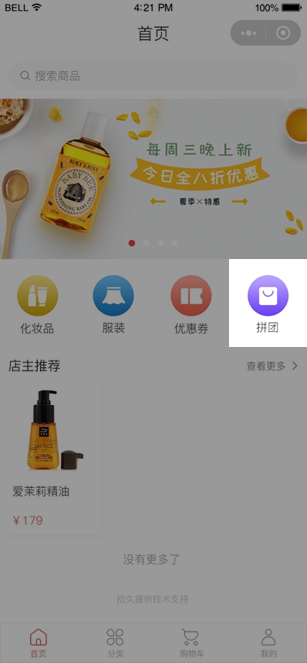 BELL
4:21 PM
100%
首页
搜索商品
每周三晚上新
今日全八折优惠
春季×特惠
BURT'S BEES
BABY BEE
化妆品
服装
优惠券
拼团
店主推荐
查看更多
爱茉莉精油
￥179
没有更多了
拾久提供技术支持
首页
分类
购物车
我的